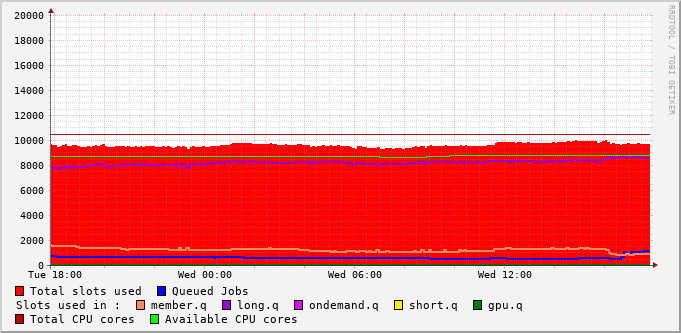 20000
18000
16000
14000
12000
10000
8000
6000
4000
2000
0
Tue 18:00 Wed 00:00 Wed 06:00 Wed 12:00
RRDTOOL / TOBI OETIKER
Total slots used Queued Jobs
Slots used in : member.q long.q ondemand.q short.q gpu.q
Total CPU cores Available CPU cores